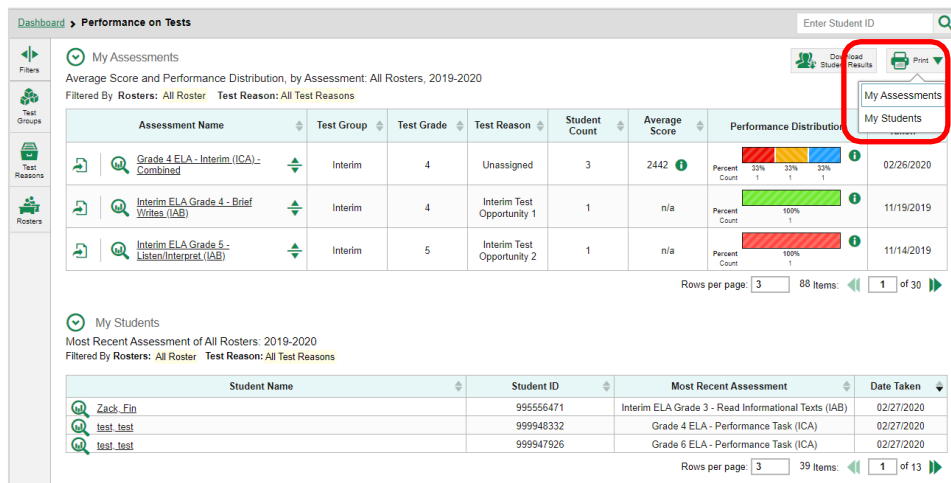 Dashboard > Performance on Tests
Enter Student ID
Filters
Test Groups
Test Reasons
Rosters
My Assessments
Average Score and Performance Distribution, by Assessment: All Rosters, 2019-2020
Filtered By Rosters: All Roster Test Reason: All Test Reasons
Download Student Results
Print
My Assessments
My Students
Assessment Name Test Group Test Grade Test Reason Student Count Average Score Performance Distribution Taken
Grade 4 ELA - Interim (ICA) - Combined Interim 4 Unassigned 3 2442 02/26/2020
Percent 33% 33% 33%
Count 1 1 1
Interim ELA Grade 4 - Brief Writes (IAB) Interim 4 Interim Test Opportunity 1 1 n/a 11/19/2019
Percent 100%
Count 1
Interim ELA Grade 5 - Listen/Interpret (IAB) Interim 5 Interim Test Opportunity 2 1 n/a 11/14/2019
Percent 100%
Count 1
Rows per page: 3 88 Items: 1 of 30
My Students
Most Recent Assessment of All Rosters: 2019-2020
Filtered By Rosters: All Roster Test Reason: All Test Reasons
Student Name Student ID Most Recent Assessment Date Taken
Zack, Fin 995556471 Interim ELA Grade 3 - Read Informational Texts (IAB) 02/27/2020
test, test 999948332 Grade 4 ELA - Performance Task (ICA) 02/27/2020
test, test 999947926 Grade 6 ELA - Performance Task (ICA) 02/27/2020
Rows per page: 3 39 Items: 1 of 13